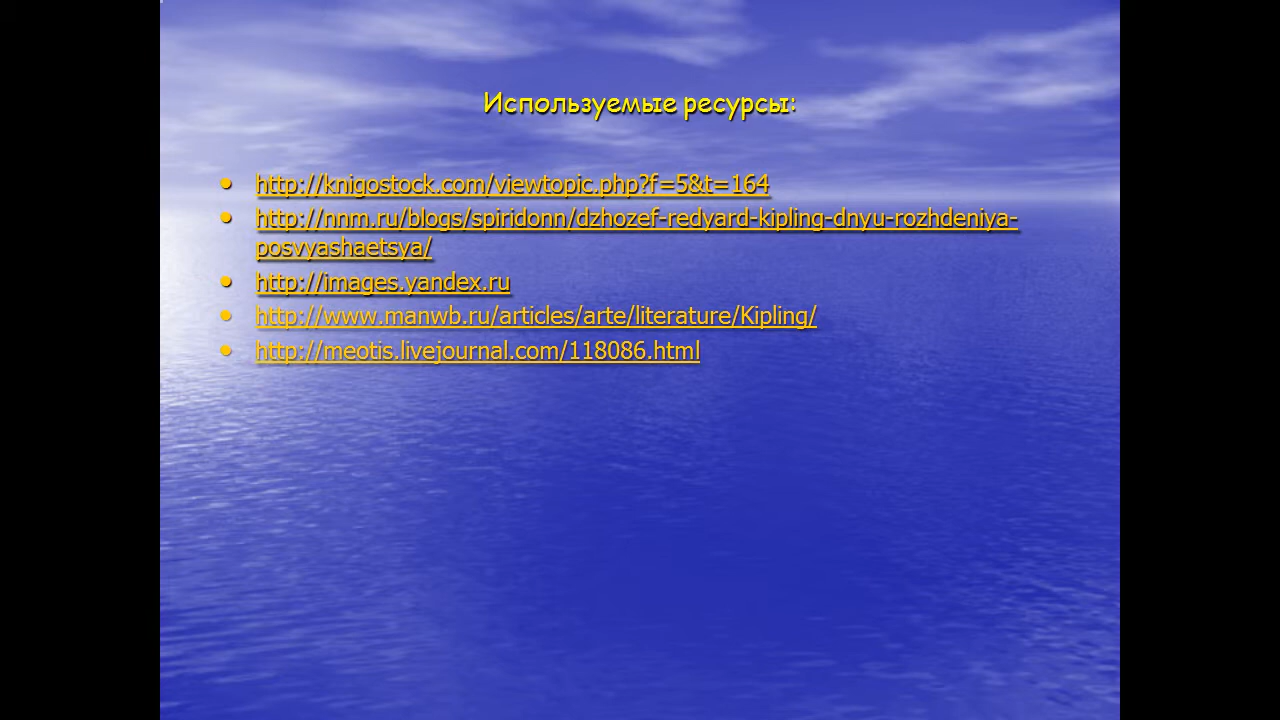 Используемые ресурсы:
• http://knigostock.com/viewtopic.php?f=5&t=164
• http://nnm.ru/blogs/spiridonn/dzhozef-redyard-kipling-dnyu-rozhdeniya-
posvyashaetsya/
• http://images.yandex.ru
• http://www.manwb.ru/articles/arte/literature/Kipling/
• http://meotis.livejournal.com/118086.html